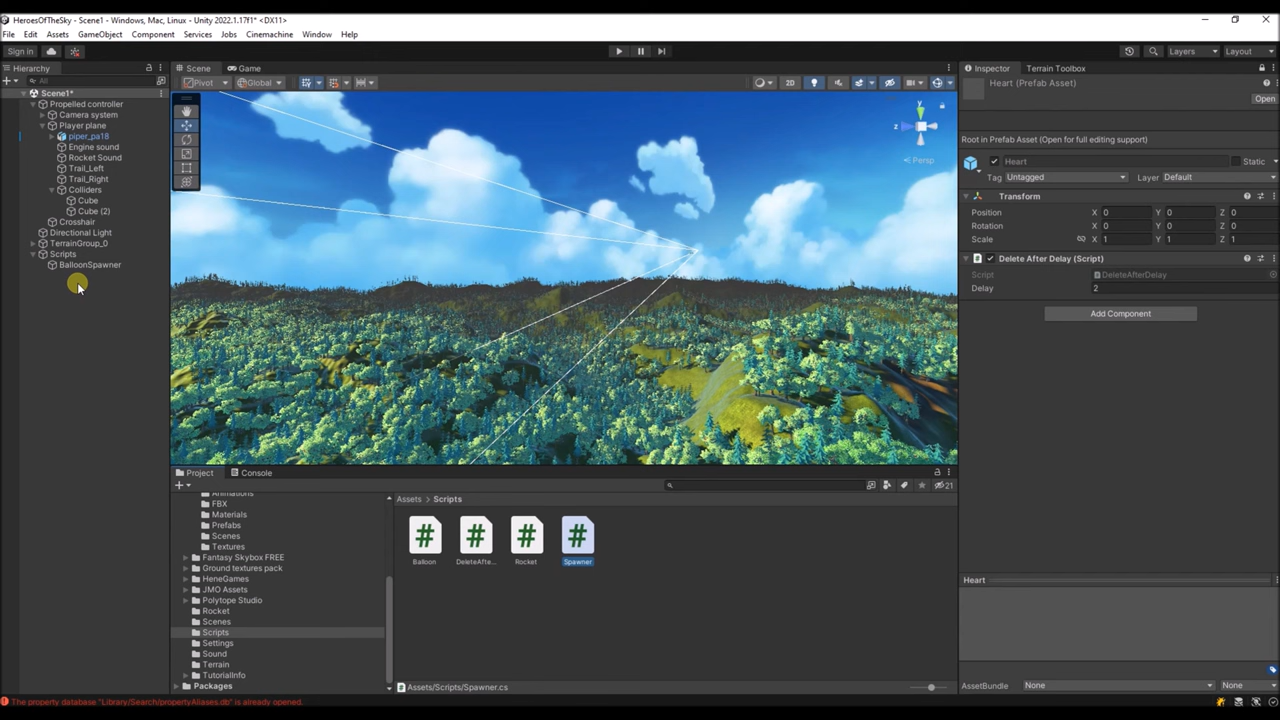 HeroesOfTheSky - Scene1 - Windows, Mac, Linux - Unity 2022.1.17f1* <DX11>
File Edit Assets GameObject Component Services Jobs Cinemachine Window Help
Sign in
Layers
Layout
Hierarchy
Scene
Game
Inspector
Terrain Toolbox
All
Pivot
Global
2D
Heart (Prefab Asset)
Open
Scene1*
Propelled controller
Camera system
Player plane
piper_pa18
Engine sound
Rocket Sound
Trail_Left
Trail_Right
Colliders
Cube
Cube (2)
Crosshair
Directional Light
TerrainGroup_0
Scripts
BalloonSpawner
y
z
Persp
Root in Prefab Asset (Open for full editing support)
Heart
Static
Tag Untagged
Layer Default
Transform
Position X 0 Y 0 Z 0
Rotation X 0 Y 0 Z 0
Scale X 1 Y 1 Z 1
Delete After Delay (Script)
Script DeleteAfterDelay
Delay 2
Add Component
Project
Console
21
Animations
FBX
Materials
Prefabs
Scenes
Textures
Fantasy Skybox FREE
Ground textures pack
HeneGames
JMO Assets
Polytope Studio
Rocket
Scenes
Scripts
Settings
Sound
Terrain
TutorialInfo
Packages
Assets > Scripts
Balloon
DeleteAfte...
Rocket
Spawner
Assets/Scripts/Spawner.cs
Heart
AssetBundle None None
The property database "Library/Search/propertyAliases.db" is already opened.